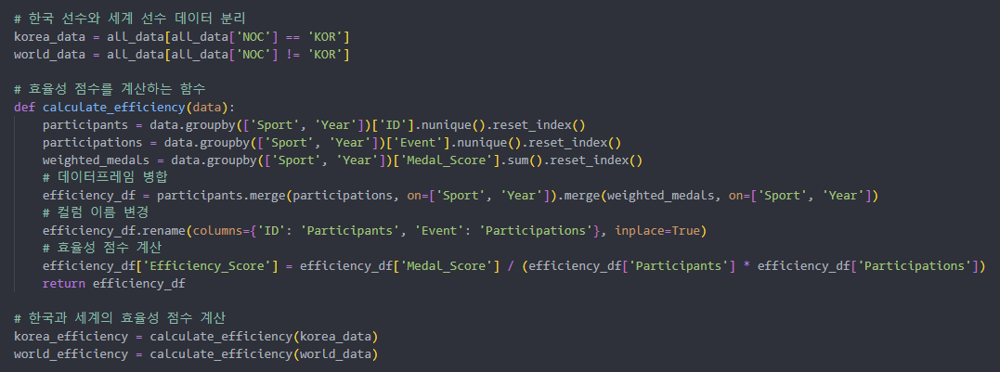 # 한국 선수와 세계 선수 데이터 분리
korea_data = all_data[all_data['NOC'] == 'KOR']
world_data = all_data[all_data['NOC'] != 'KOR']

# 효율성 점수를 계산하는 함수
def calculate_efficiency(data):
    participants = data.groupby(['Sport', 'Year'])['ID'].nunique().reset_index()
    participations = data.groupby(['Sport', 'Year'])['Event'].nunique().reset_index()
    weighted_medals = data.groupby(['Sport', 'Year'])['Medal_Score'].sum().reset_index()
    # 데이터프레임 병합
    efficiency_df = participants.merge(participations, on=['Sport', 'Year']).merge(weighted_medals, on=['Sport', 'Year'])
    # 컬럼 이름 변경
    efficiency_df.rename(columns={'ID': 'Participants', 'Event': 'Participations'}, inplace=True)
    # 효율성 점수 계산
    efficiency_df['Efficiency_Score'] = efficiency_df['Medal_Score'] / (efficiency_df['Participants'] * efficiency_df['Participations'])
    return efficiency_df

# 한국과 세계의 효율성 점수 계산
korea_efficiency = calculate_efficiency(korea_data)
world_efficiency = calculate_efficiency(world_data)